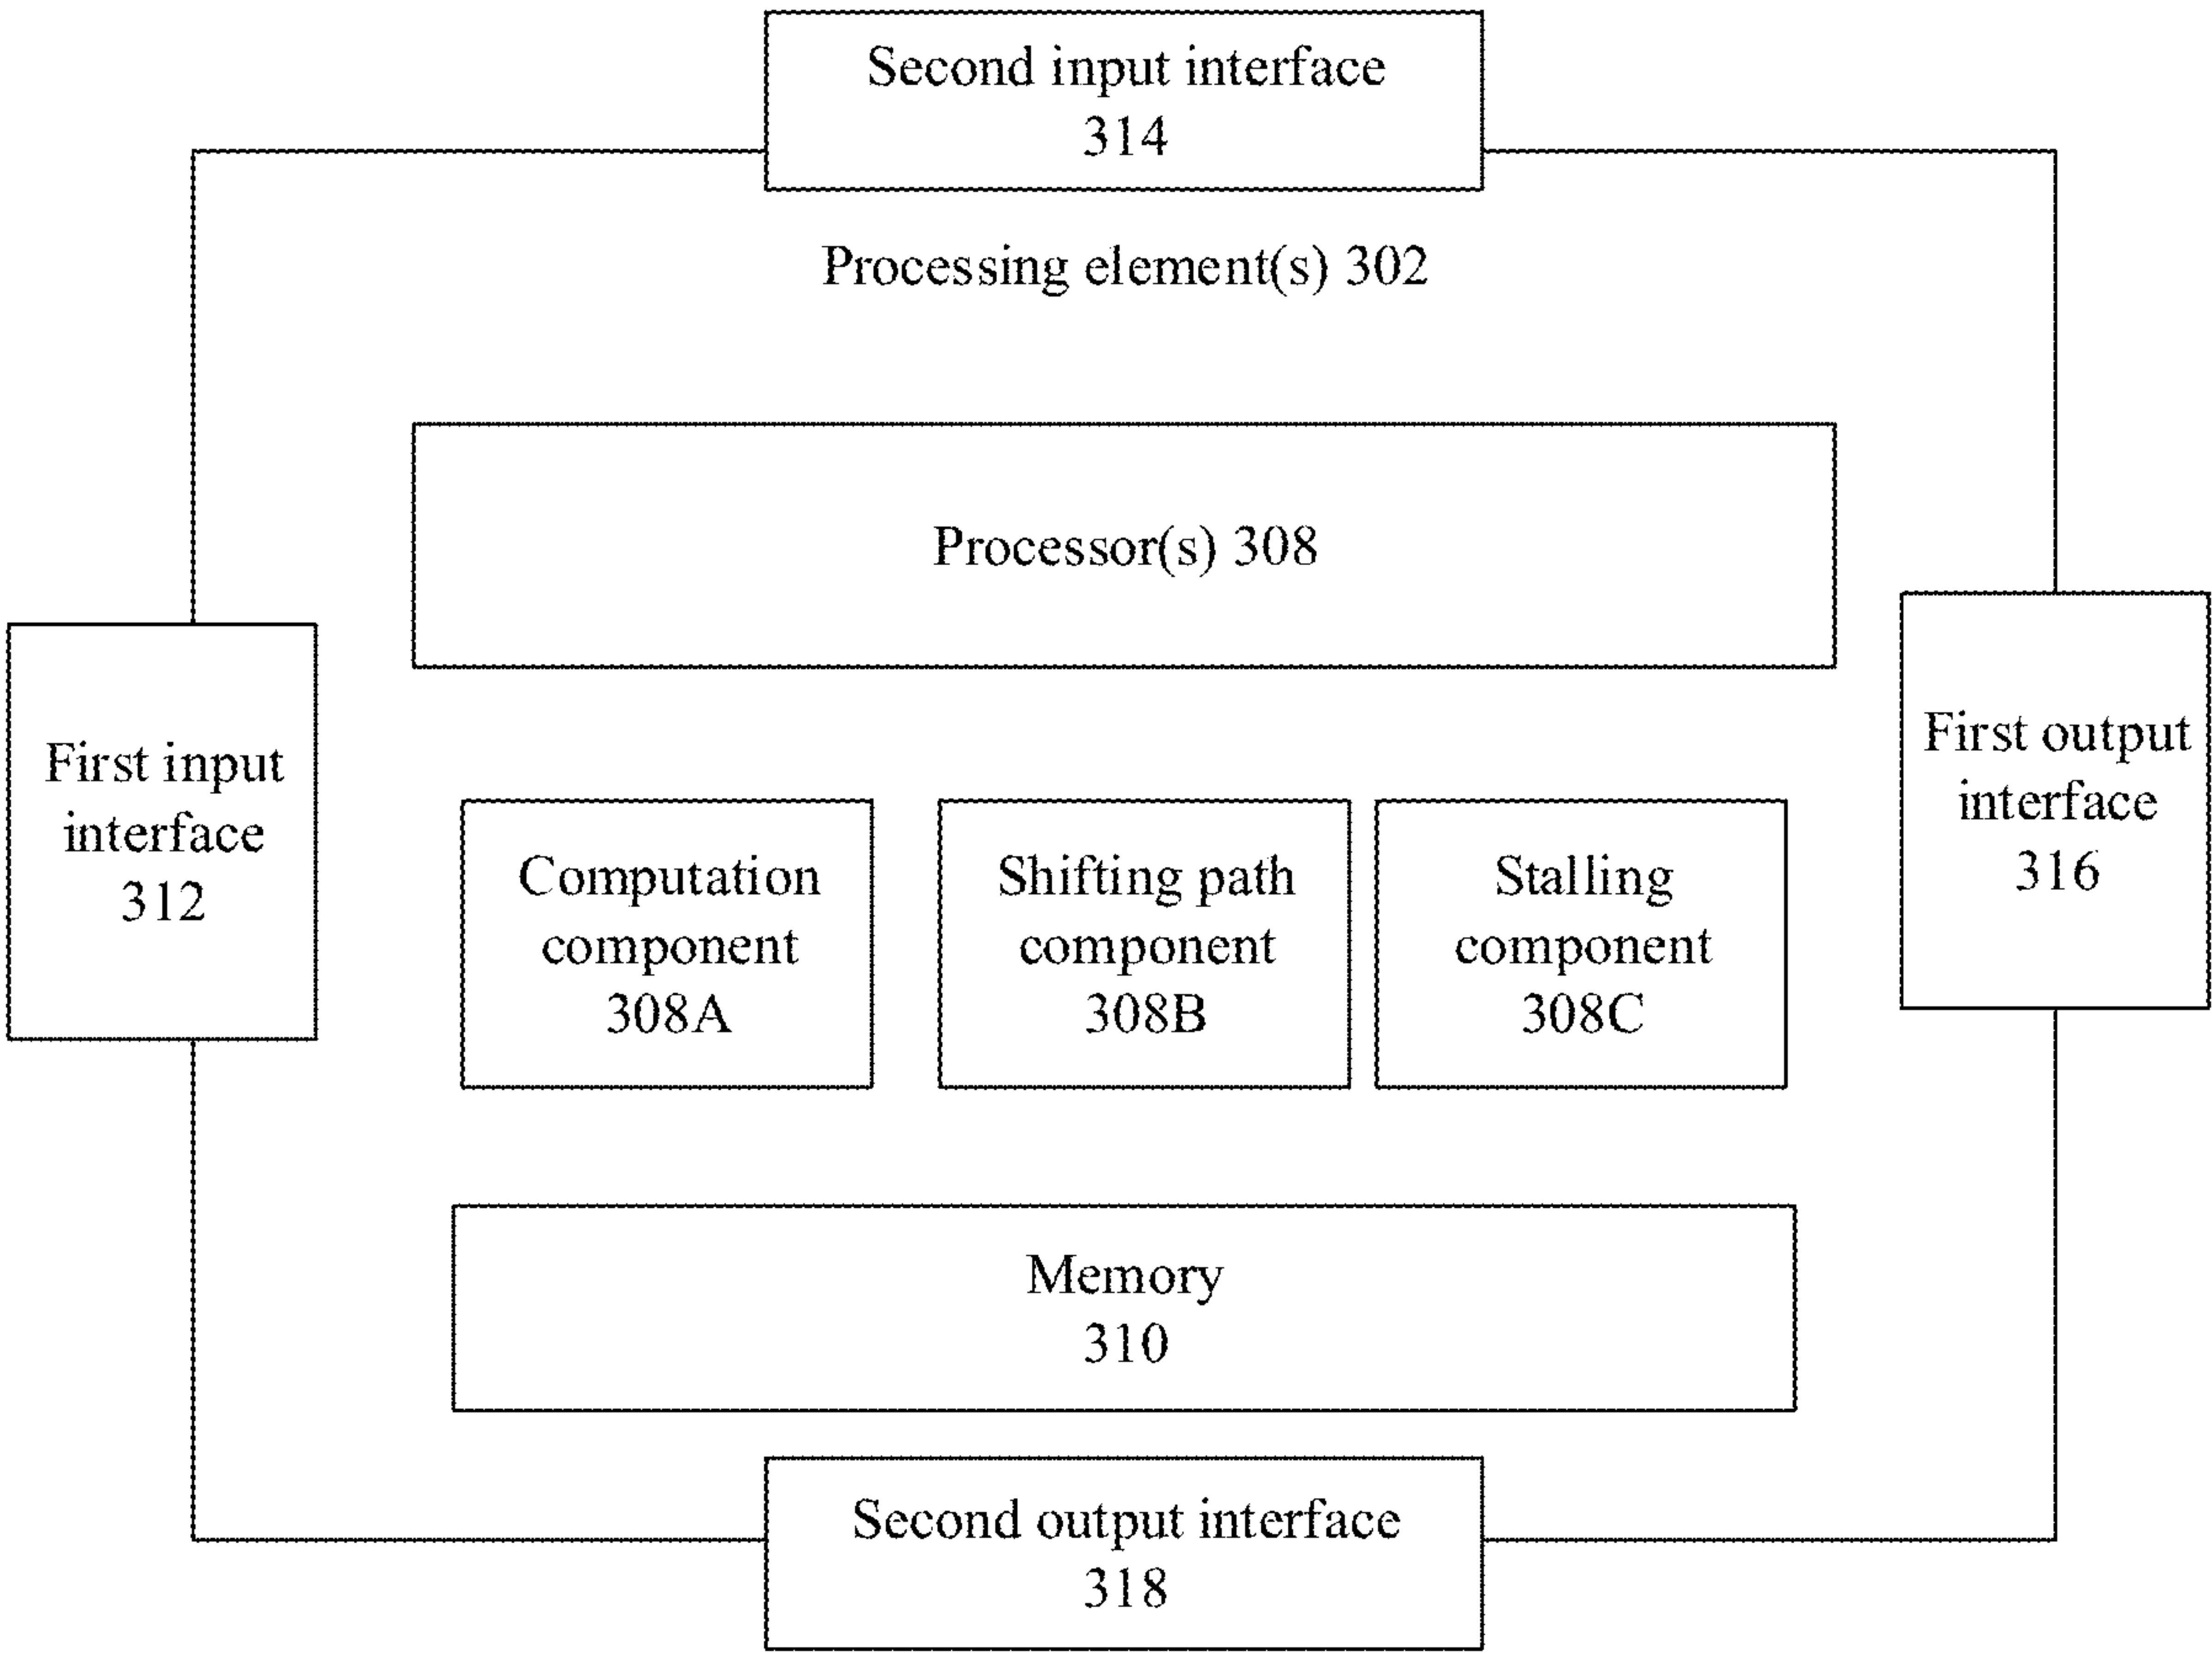 Second input interface
314
Processing element(s) 302
Processor(s) 308
First input
interface
312
First output
interface
316
Computation
component
308A
Shifting path
component
308B
Stalling
component
308C
Memory
310
Second output interface
318